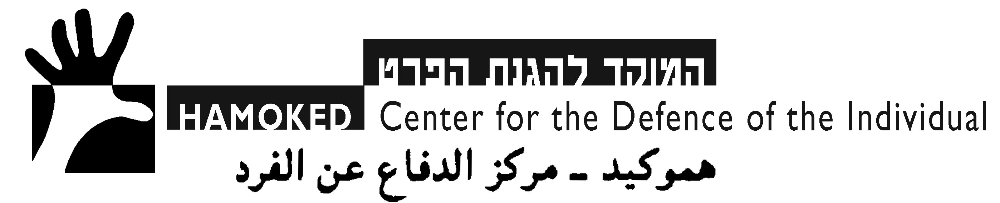 המוקד להגנת הפרט
HAMOKED Center for the Defence of the Individual
هموكيد - مركز الدفاع عن الفرد